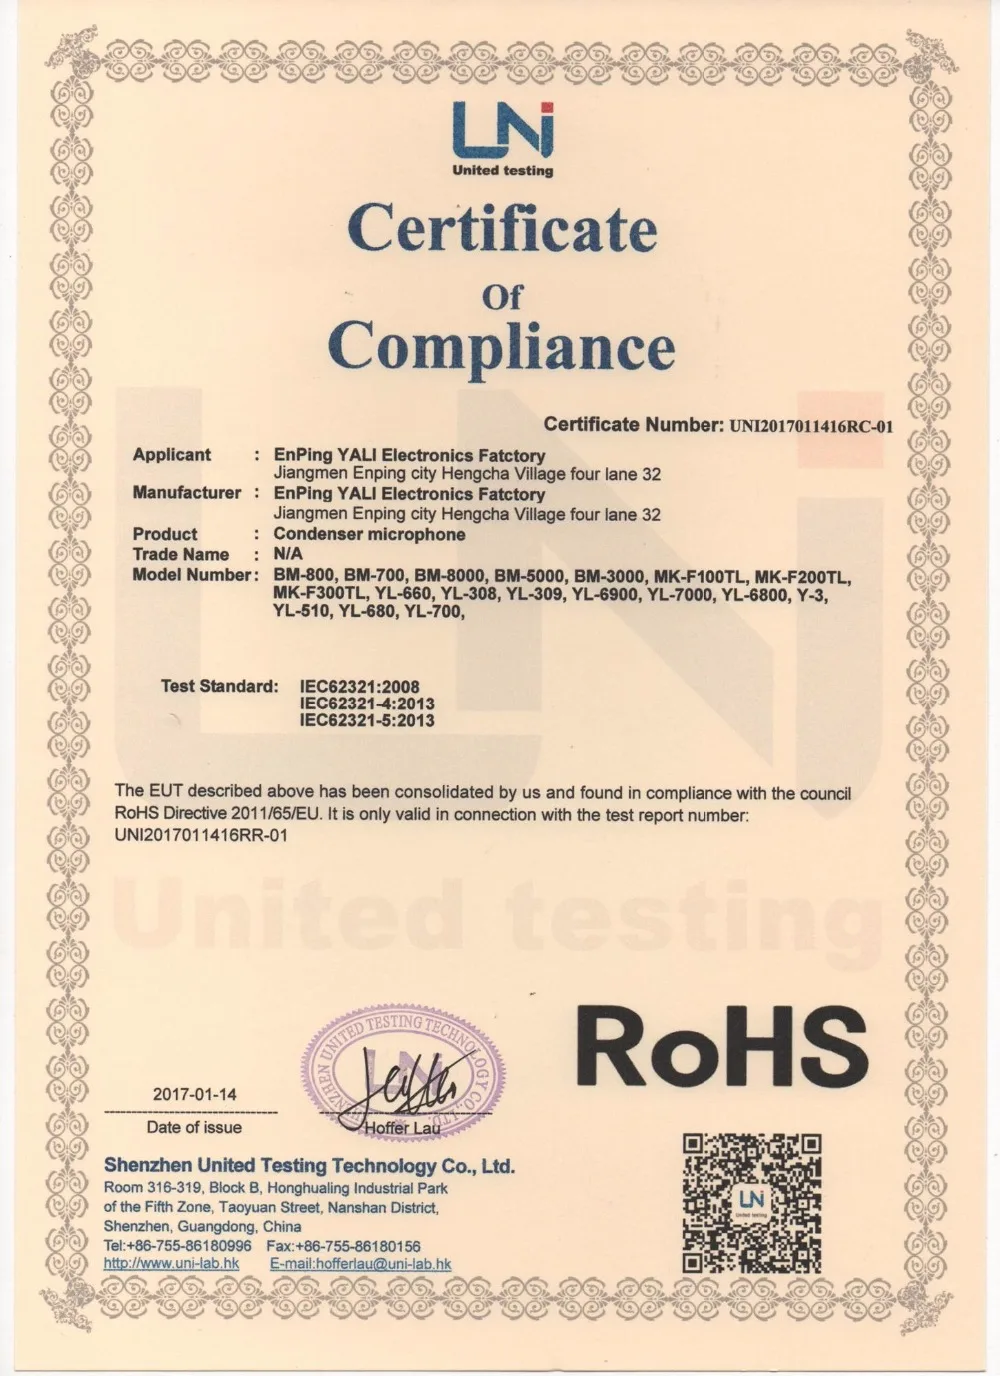 UNi
United testing
Certificate
Of
Compliance
Certificate Number: UNI2017011416RC-01
Applicant : EnPing YALI Electronics Fatctory
Jiangmen Enping city Hengcha Village four lane 32
Manufacturer : EnPing YALI Electronics Fatctory
Jiangmen Enping city Hengcha Village four lane 32
Product : Condenser microphone
Trade Name : N/A
Model Number: BM-800, BM-700, BM-8000, BM-5000, BM-3000, MK-F100TL, MK-F200TL,
MK-F300TL, YL-660, YL-308, YL-309, YL-6900, YL-7000, YL-6800, Y-3,
YL-510, YL-680, YL-700,
Test Standard: IEC62321:2008
IEC62321-4:2013
IEC62321-5:2013
The EUT described above has been consolidated by us and found in compliance with the council
RoHS Directive 2011/65/EU. It is only valid in connection with the test report number:
UNI2017011416RR-01
United testing
RoHS
SHENZHEN UNITED TESTING TECHNOLOGY CO., LTD.
2017-01-14
Date of issue
Hoffer Lau
Shenzhen United Testing Technology Co., Ltd.
Room 316-319, Block B, Honghualing Industrial Park
of the Fifth Zone, Taoyuan Street, Nanshan District,
Shenzhen, Guangdong, China
Tel:+86-755-86180996 Fax:+86-755-86180156
http://www.uni-lab.hk E-mail:hofferlau@uni-lab.hk
UNi
United testing